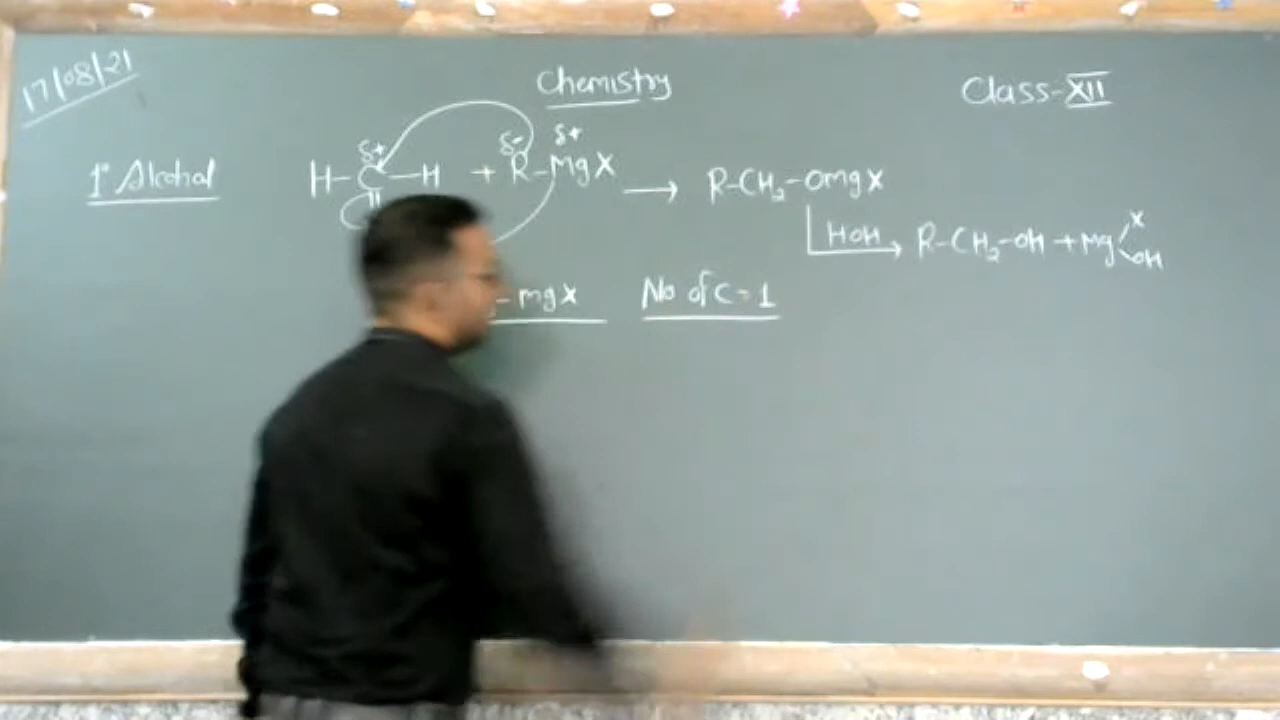 17/08/21
Chemistry
Class-XII
1° Alcohal
δ+ δ- δ+
H-C-H + R-MgX → R-CH2-OmgX
HOH → R-CH2-OH + Mg X OH
- mgX No of C-1